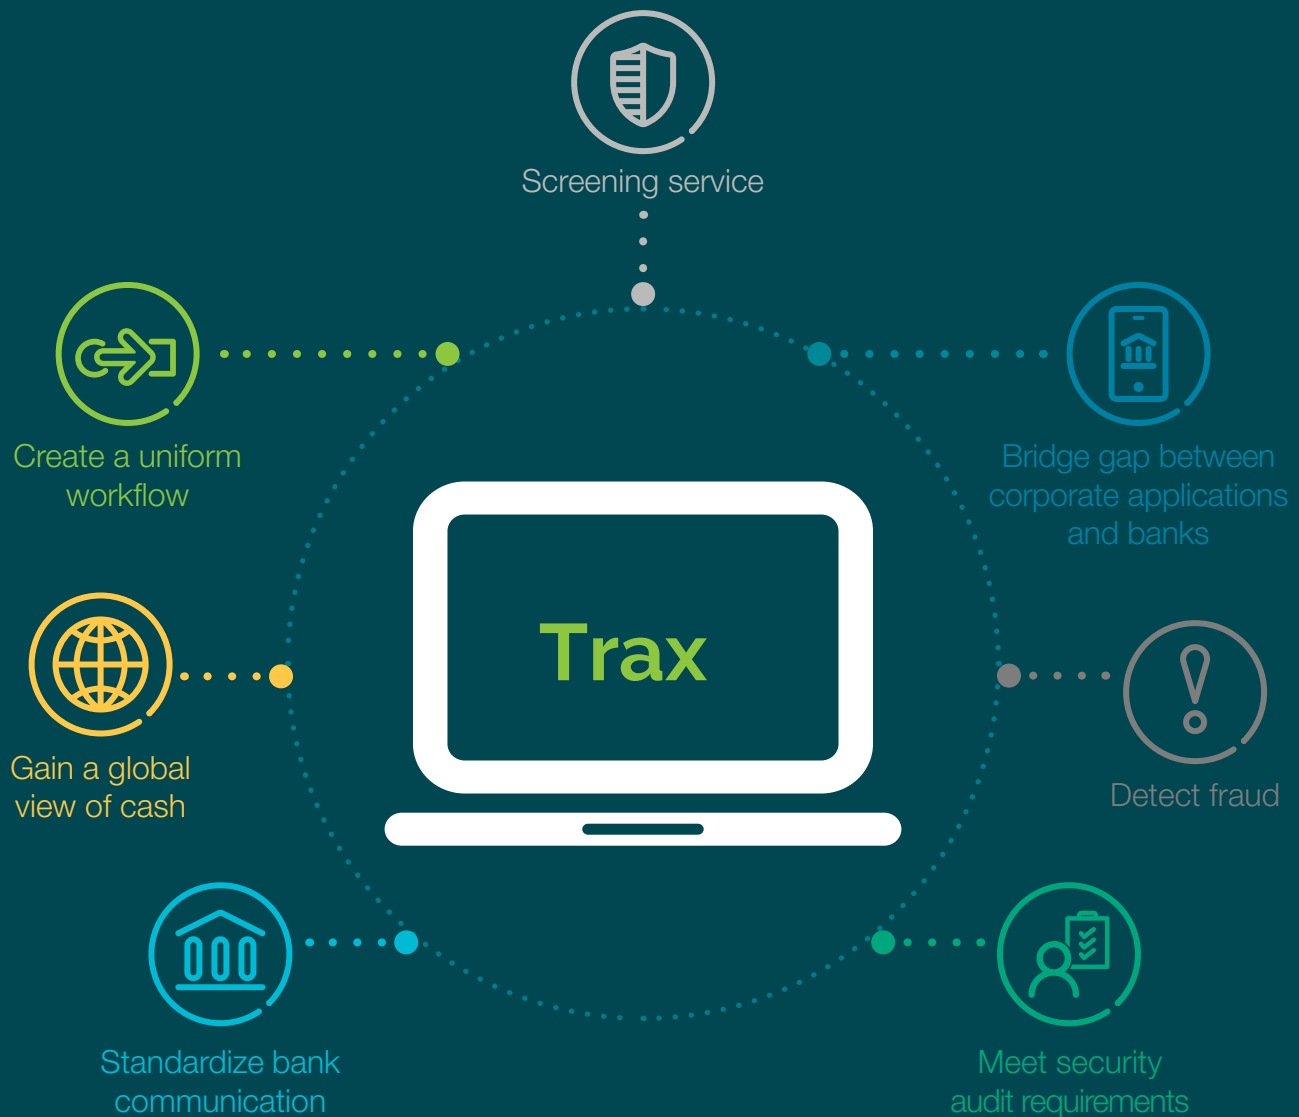 Screening service
Create a uniform
workflow
Bridge gap between
corporate applications
and banks
Trax
Gain a global
view of cash
Detect fraud
Standardize bank
communication
Meet security
audit requirements